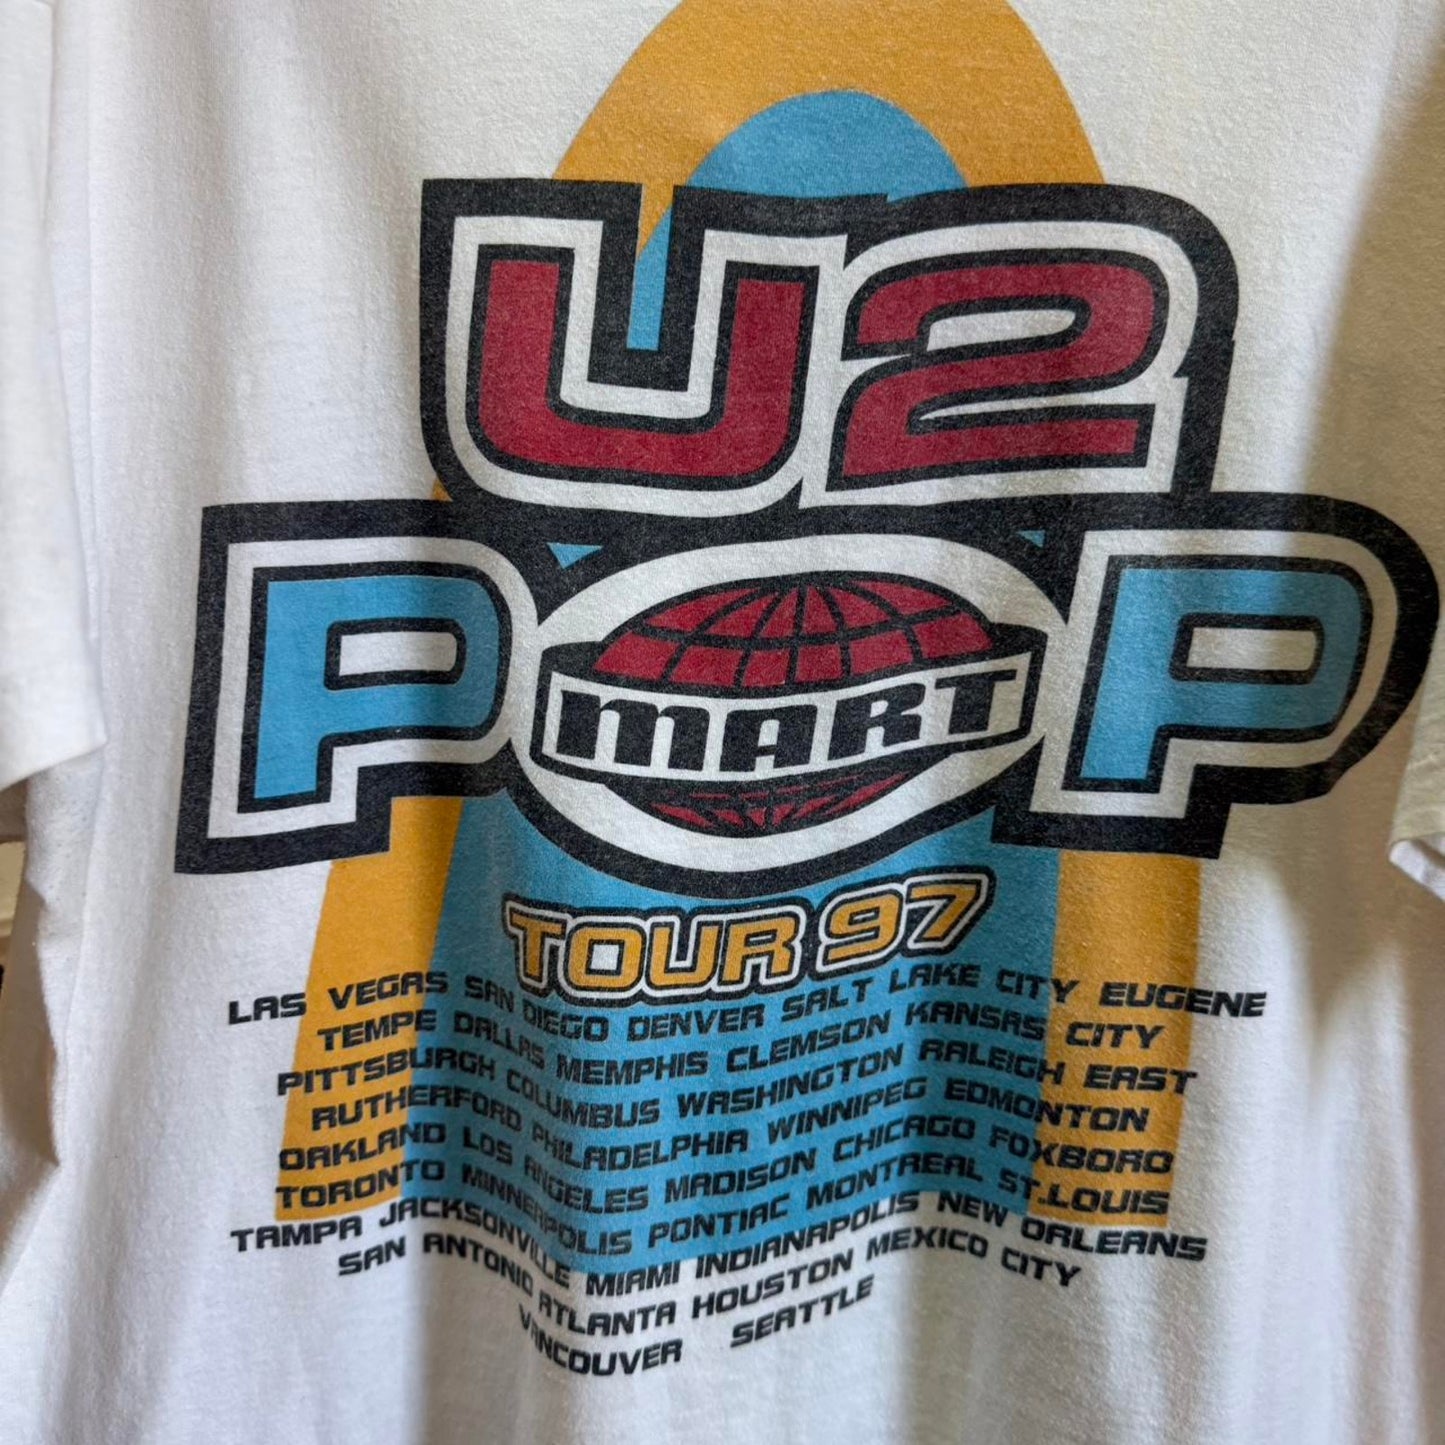 U2
POP
MART
TOUR 97
LAS VEGAS SAN DIEGO DENVER SALT LAKE CITY EUGENE
TEMPE DALLAS MEMPHIS CLEMSON KANSAS CITY
PITTSBURGH COLUMBUS WASHINGTON RALEIGH EAST
RUTHERFORD PHILADELPHIA WINNIPEG EDMONTON
OAKLAND LOS ANGELES MADISON CHICAGO FOXBORO
TORONTO MINNEAPOLIS PONTIAC MONTREAL ST.LOUIS
TAMPA JACKSONVILLE MIAMI INDIANAPOLIS NEW ORLEANS
SAN ANTONIO ATLANTA HOUSTON MEXICO CITY
VANCOUVER SEATTLE